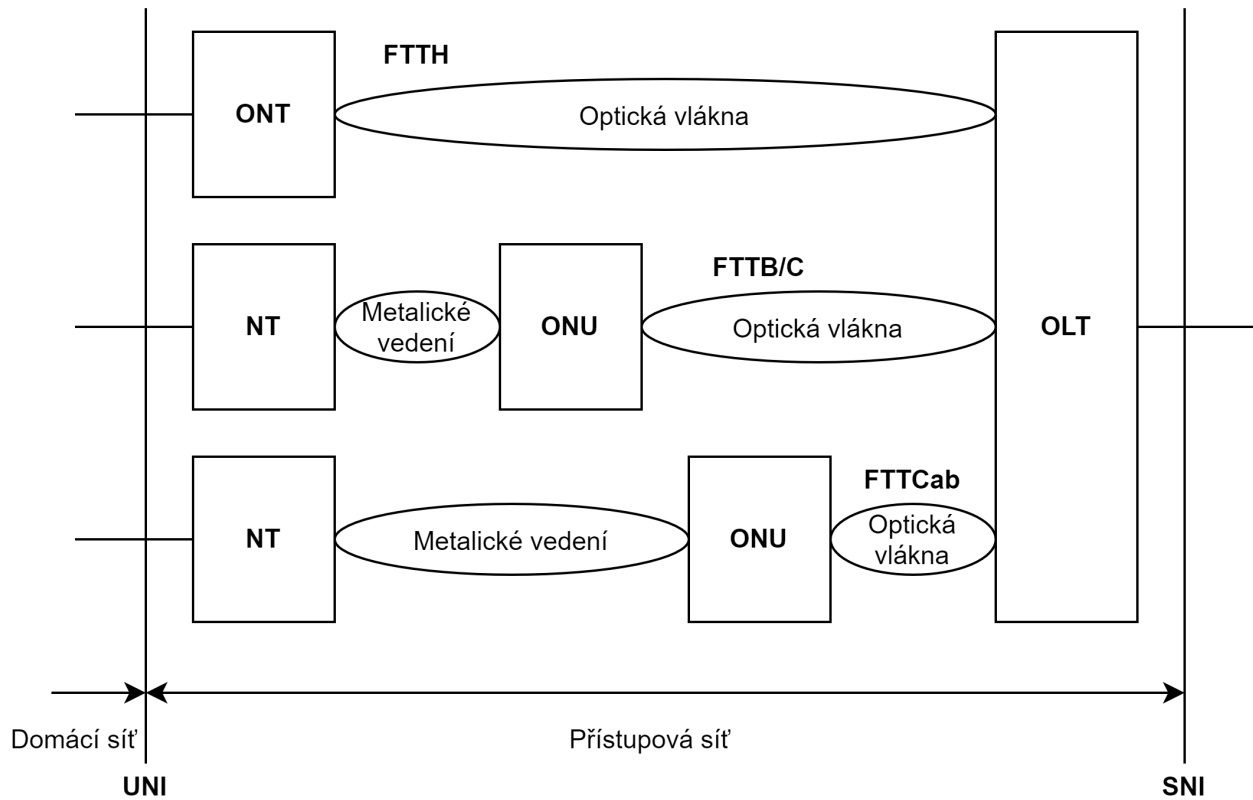 FTTH
ONT
Optická vlákna
FTTB/C
NT
Metalické
vedení
ONU
Optická vlákna
OLT
FTTCab
NT
Metalické vedení
ONU
Optická
vlákna
Domácí síť
Přístupová síť
UNI
SNI